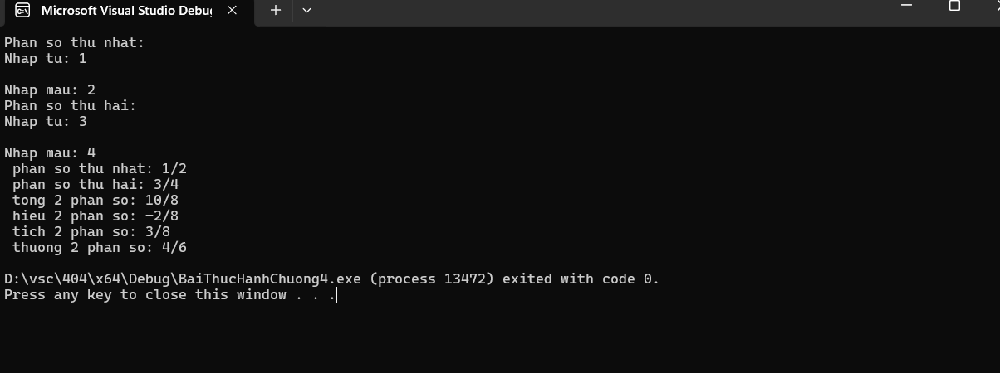 Microsoft Visual Studio Debu
Phan so thu nhat:
Nhap tu: 1
Nhap mau: 2
Phan so thu hai:
Nhap tu: 3
Nhap mau: 4
phan so thu nhat: 1/2
phan so thu hai: 3/4
tong 2 phan so: 10/8
hieu 2 phan so: -2/8
tich 2 phan so: 3/8
thuong 2 phan so: 4/6
D:\vsc\404\x64\Debug\BaiThucHanhChuong4.exe (process 13472) exited with code 0.
Press any key to close this window . . .